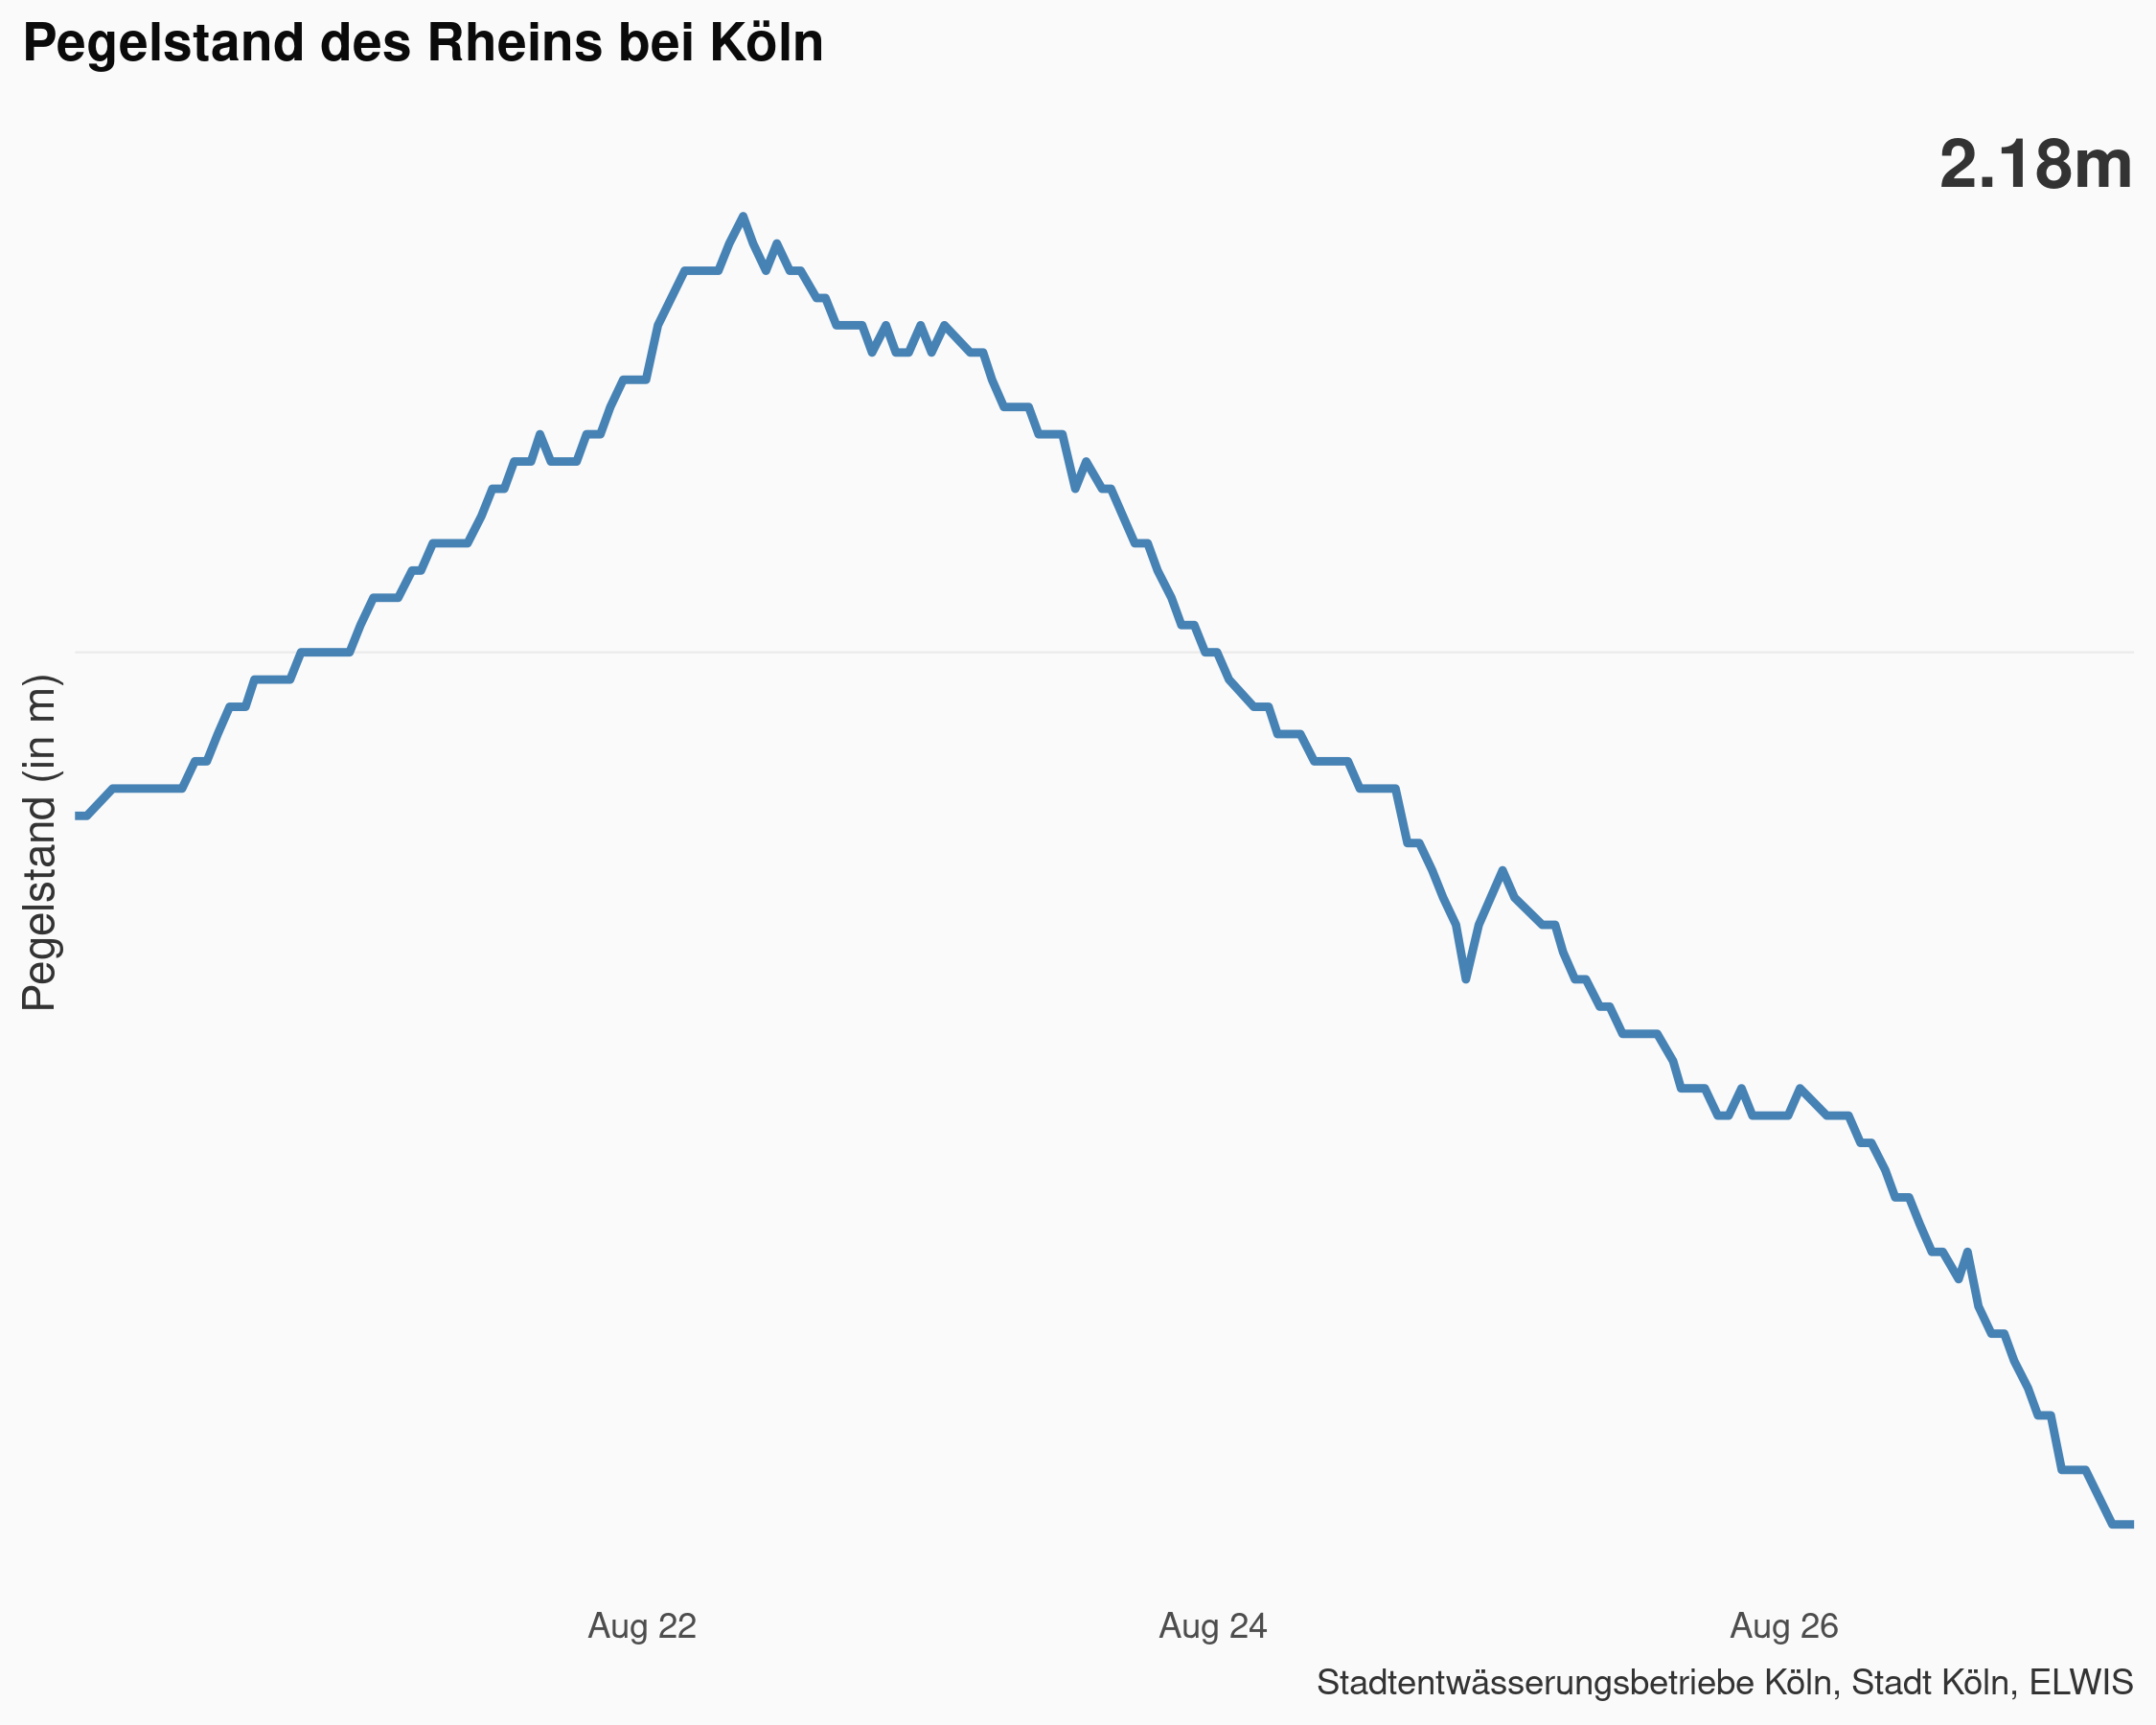 Pegelstand des Rheins bei Köln
2.18m
Pegelstand (in m)
Aug 22
Aug 24
Aug 26
Stadtentwässerungsbetriebe Köln, Stadt Köln, ELWIS